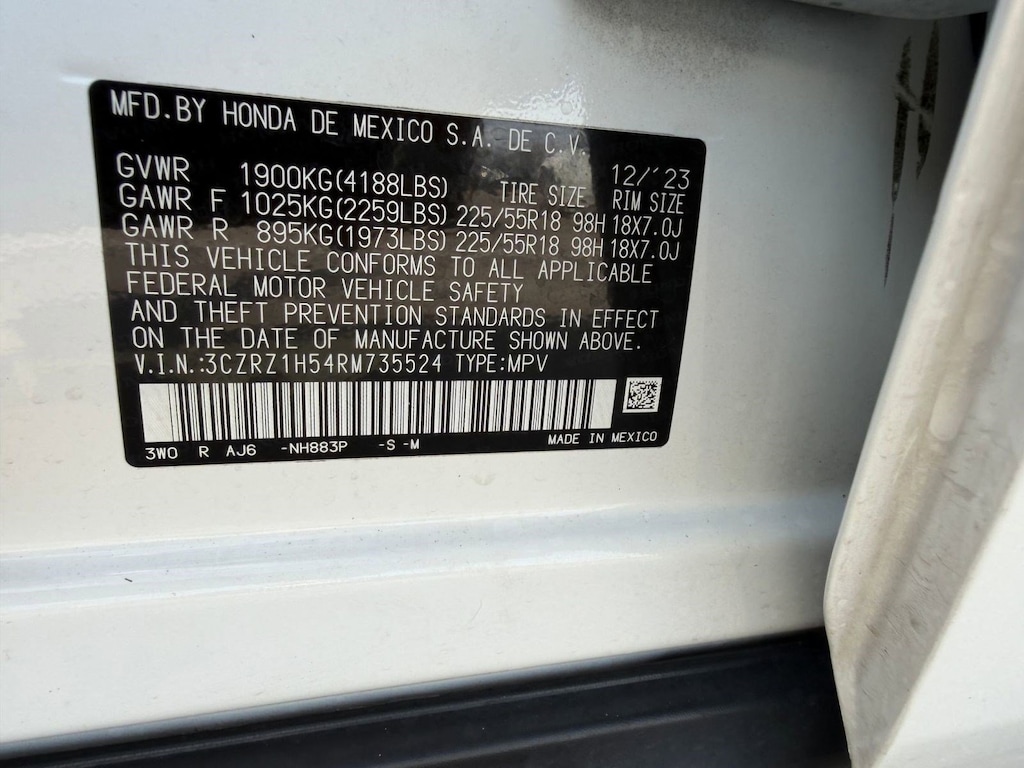 MFD.BY HONDA DE MEXICO S.A. DE C.V.
12/'23
GVWR 1900KG(4188LBS) TIRE SIZE RIM SIZE
GAWR F 1025KG(2259LBS) 225/55R18 98H 18X7.0J
GAWR R 895KG(1973LBS) 225/55R18 98H 18X7.0J
THIS VEHICLE CONFORMS TO ALL APPLICABLE
FEDERAL MOTOR VEHICLE SAFETY
AND THEFT PREVENTION STANDARDS IN EFFECT
ON THE DATE OF MANUFACTURE SHOWN ABOVE.
V.I.N.:3CZRZ1H54RM735524 TYPE:MPV
3WO R AJ6 -NH883P -S -M MADE IN MEXICO